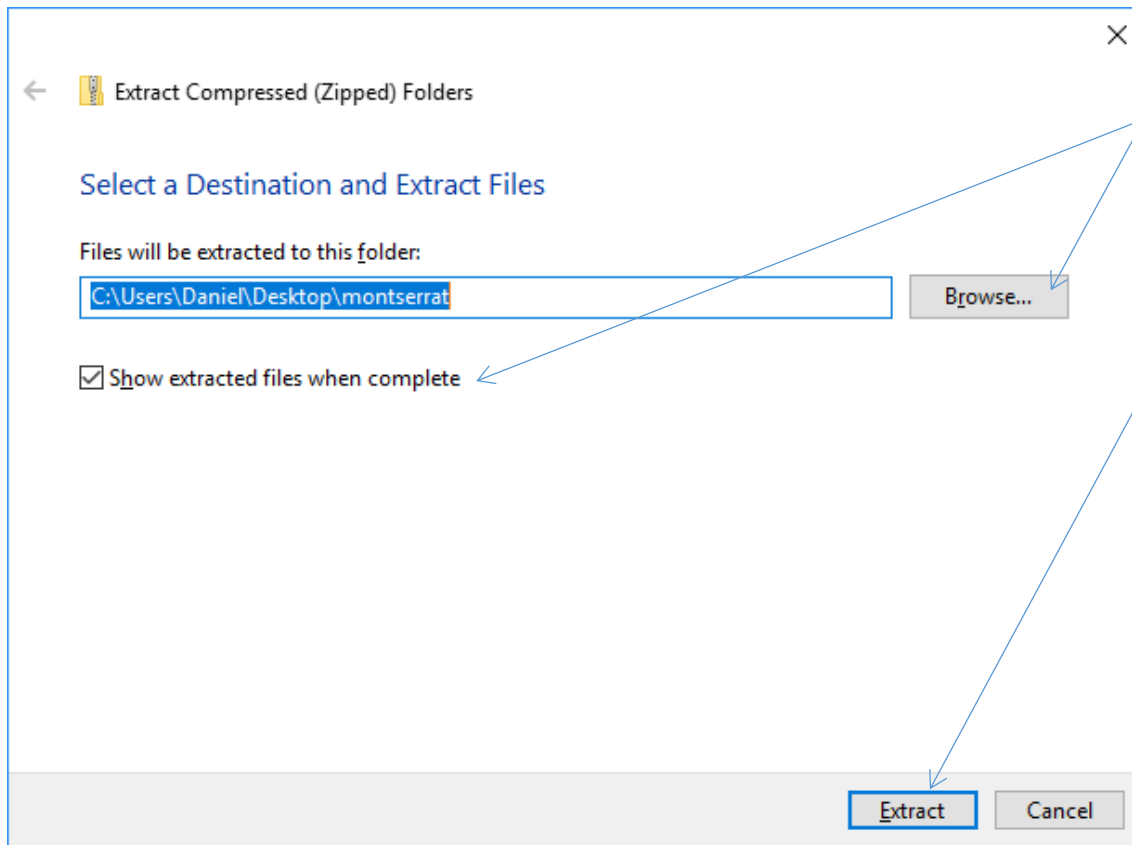 Extract Compressed (Zipped) Folders
Select a Destination and Extract Files
Files will be extracted to this folder:
C:\Users\Daniel\Desktop\montserrat
Browse...
Show extracted files when complete
Extract
Cancel